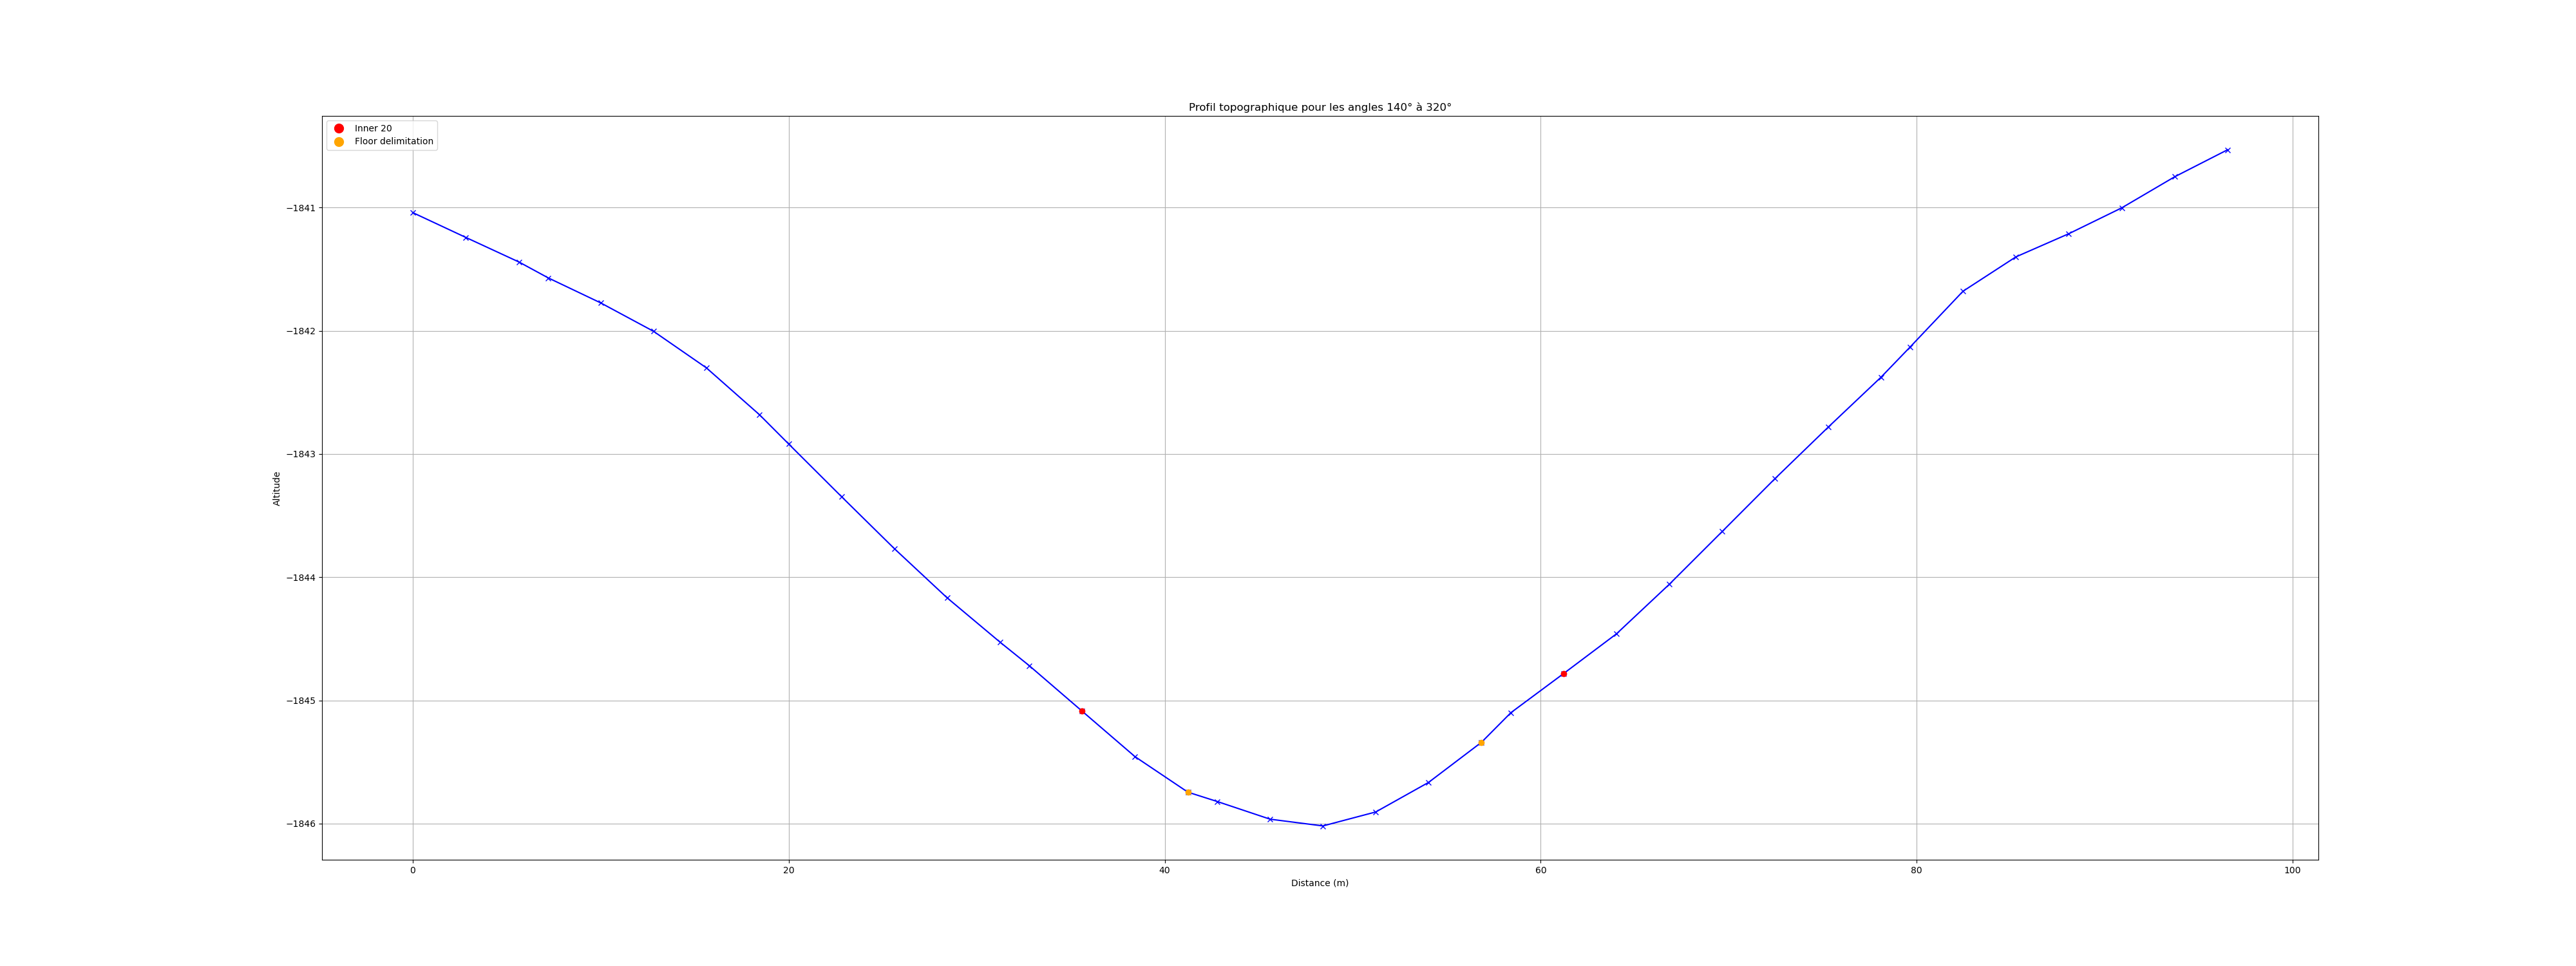 Profil topographique pour les angles 140° à 320°
Inner 20
Floor delimitation
−1841
−1842
−1843
−1844
−1845
−1846
Altitude
0 20 40 60 80 100
Distance (m)